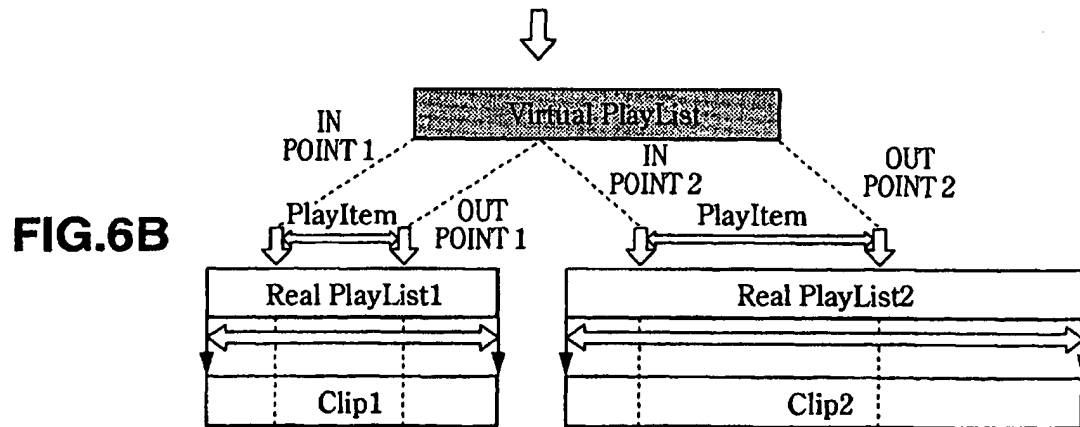 Virtual PlayList
IN
POINT 1
IN
POINT 2
OUT
POINT 2
FIG.6B
PlayItem
OUT
POINT 1
PlayItem
Real PlayList1
Real PlayList2
Clip1
Clip2